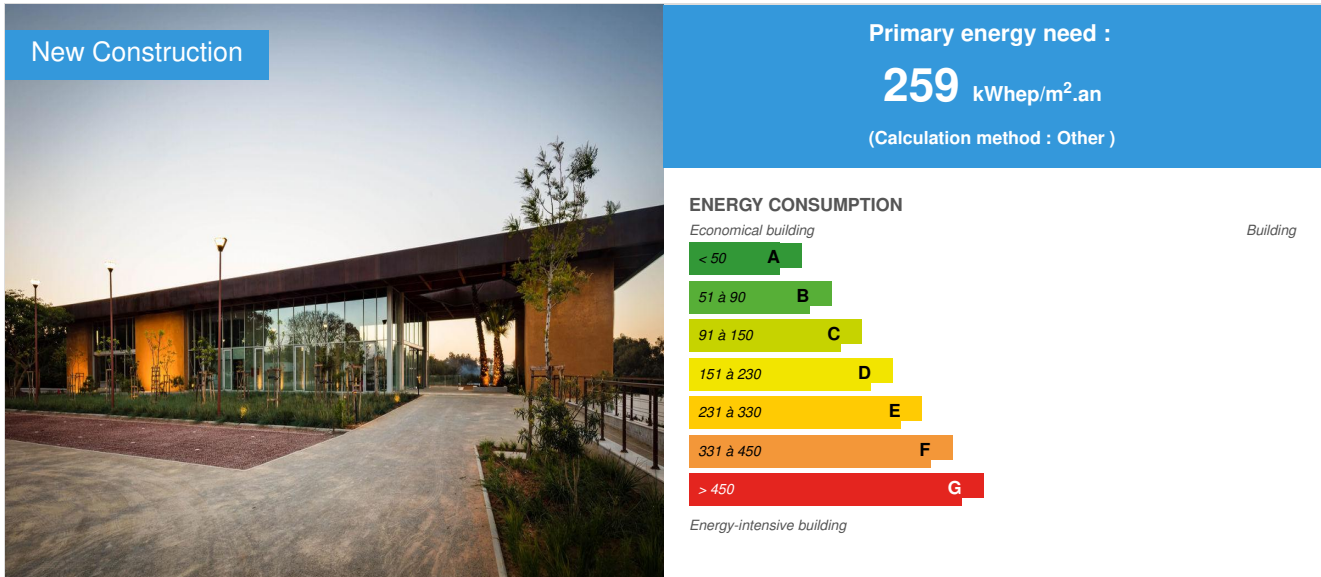 New Construction
Primary energy need :
259 kWhep/m².an
(Calculation method : Other )
ENERGY CONSUMPTION
Economical building
Building
< 50 A
51 à 90 B
91 à 150 C
151 à 230 D
231 à 330 E
331 à 450 F
> 450 G
Energy-intensive building